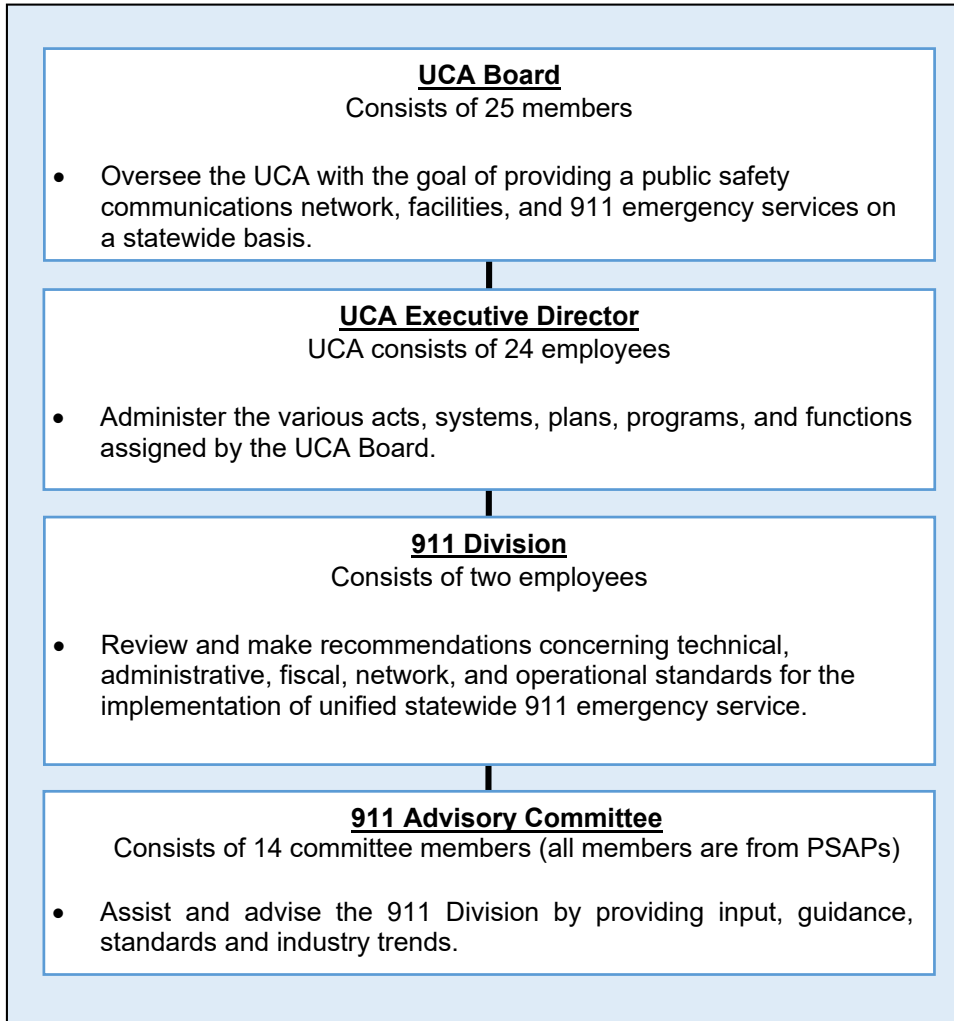 UCA Board
Consists of 25 members
• Oversee the UCA with the goal of providing a public safety
communications network, facilities, and 911 emergency services on
a statewide basis.
UCA Executive Director
UCA consists of 24 employees
• Administer the various acts, systems, plans, programs, and functions
assigned by the UCA Board.
911 Division
Consists of two employees
• Review and make recommendations concerning technical,
administrative, fiscal, network, and operational standards for the
implementation of unified statewide 911 emergency service.
911 Advisory Committee
Consists of 14 committee members (all members are from PSAPs)
• Assist and advise the 911 Division by providing input, guidance,
standards and industry trends.